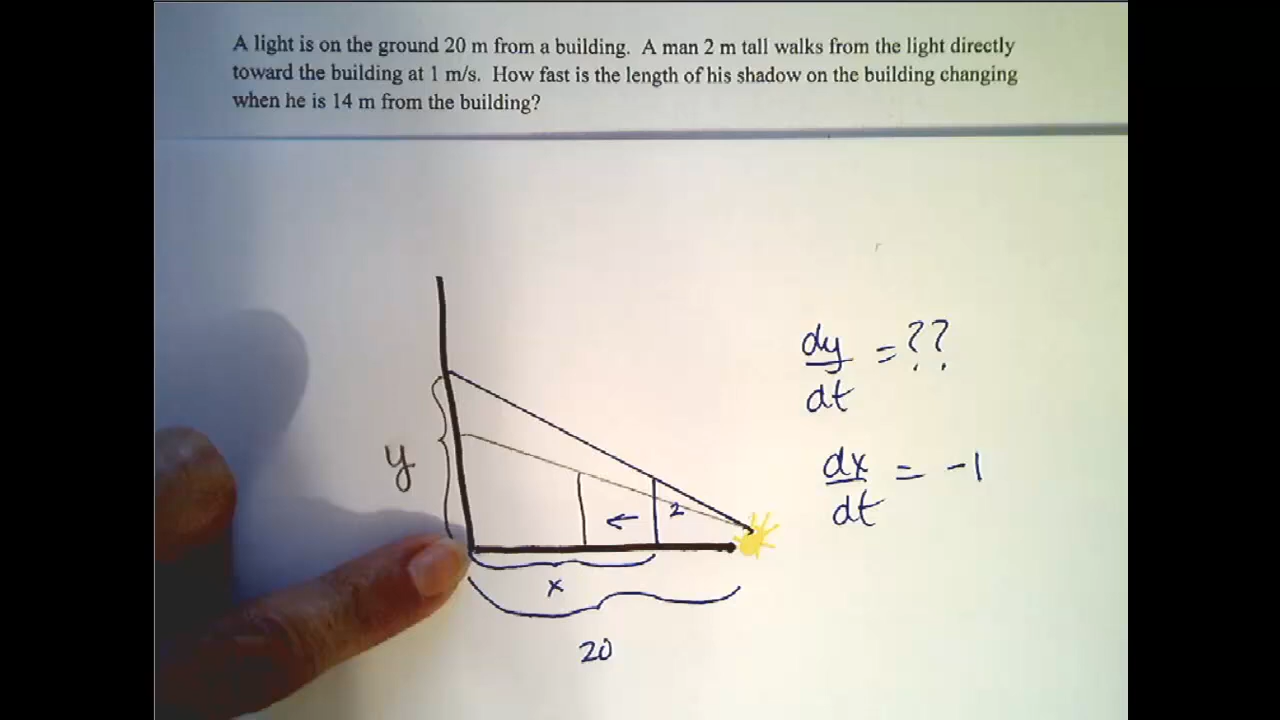 A light is on the ground 20 m from a building. A man 2 m tall walks from the light directly
toward the building at 1 m/s. How fast is the length of his shadow on the building changing
when he is 14 m from the building?
dy/dt = ??
y
dx/dt = -1
2
x
20